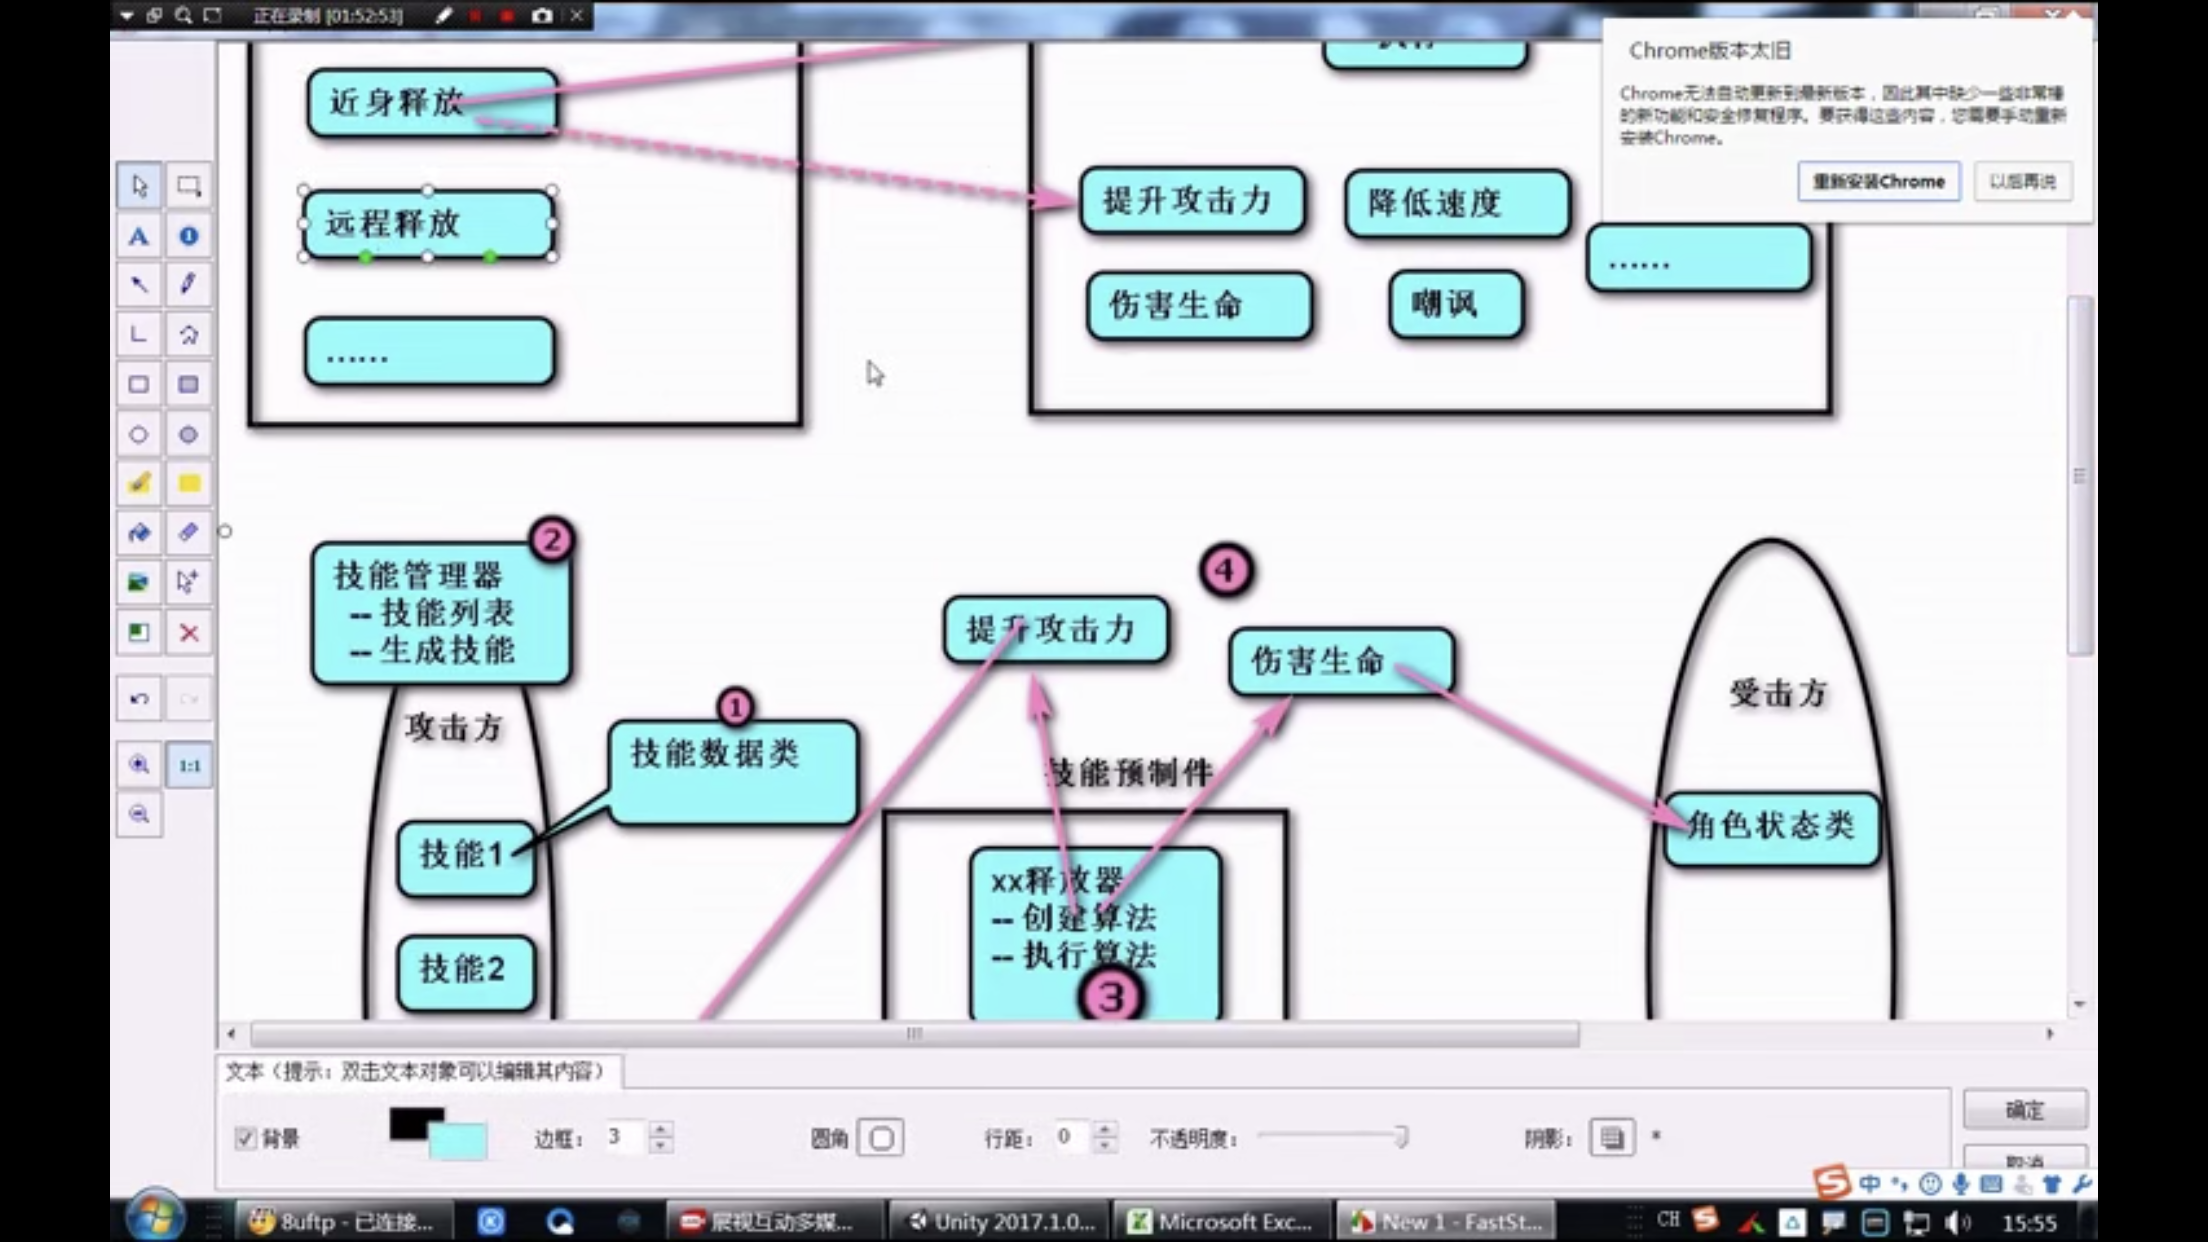 正在录制 [01:52:53]
Chrome版本太旧
Chrome无法自动更新到最新版本，因此其中缺少一些非常棒
的新功能和安全修复程序。要获得这些内容，您需要手动重新
安装Chrome。
重新安装Chrome
以后再说
近身释放
远程释放
......
提升攻击力
降低速度
......
伤害生命
嘲讽
技能管理器
-- 技能列表
-- 生成技能
2
攻击方
1
技能数据类
技能1
技能2
提升攻击力
4
伤害生命
技能预制件
xx释放器
-- 创建算法
-- 执行算法
3
受击方
角色状态类
A
1:1
文本（提示：双击文本对象可以编辑其内容）
背景
边框：
3
圆角
行距：
0
不透明度：
阴影：
*
确定
取消
中
8uftp - 已连接...
展视互动多媒...
Unity 2017.1.0...
Microsoft Exc...
New 1 - FastSt...
CH
15:55